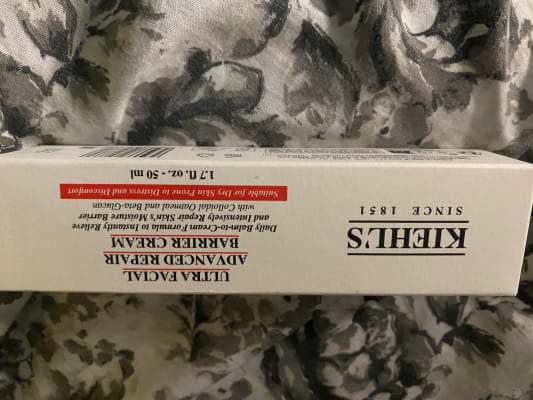 KIEHL'S
SINCE 1851
ULTRA FACIAL
ADVANCED REPAIR
BARRIER CREAM
Daily Balm-to-Cream Formula to Instantly Relieve
and Intensively Repair Skin's Moisture Barrier
with Colloidal Oatmeal and Beta-Glucan
Suitable for Dry Skin Prone to Distress and Discomfort
1.7 fl. oz. - 50 ml